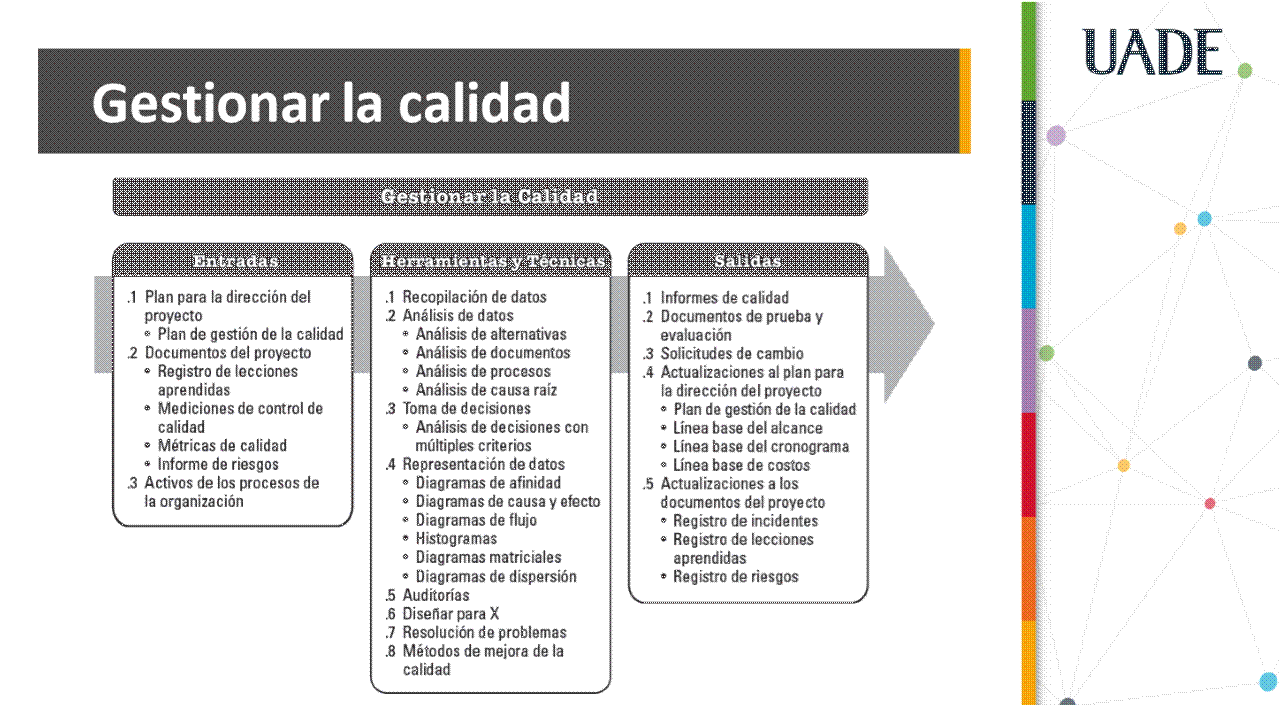 UADE
Gestionar la calidad
Gestionar la Calidad
Entradas
.1 Plan para la dirección del
proyecto
• Plan de gestión de la calidad
.2 Documentos del proyecto
• Registro de lecciones
aprendidas
• Mediciones de control de
calidad
• Métricas de calidad
• Informe de riesgos
.3 Activos de los procesos de
la organización
Herramientas y Técnicas
.1 Recopilación de datos
.2 Análisis de datos
• Análisis de alternativas
• Análisis de documentos
• Análisis de procesos
• Análisis de causa raíz
.3 Toma de decisiones
• Análisis de decisiones con
múltiples criterios
.4 Representación de datos
• Diagramas de afinidad
• Diagramas de causa y efecto
• Diagramas de flujo
• Histogramas
• Diagramas matriciales
• Diagramas de dispersión
.5 Auditorías
.6 Diseñar para X
.7 Resolución de problemas
.8 Métodos de mejora de la
calidad
Salidas
.1 Informes de calidad
.2 Documentos de prueba y
evaluación
.3 Solicitudes de cambio
.4 Actualizaciones al plan para
la dirección del proyecto
• Plan de gestión de la calidad
• Línea base del alcance
• Línea base del cronograma
• Línea base de costos
.5 Actualizaciones a los
documentos del proyecto
• Registro de incidentes
• Registro de lecciones
aprendidas
• Registro de riesgos